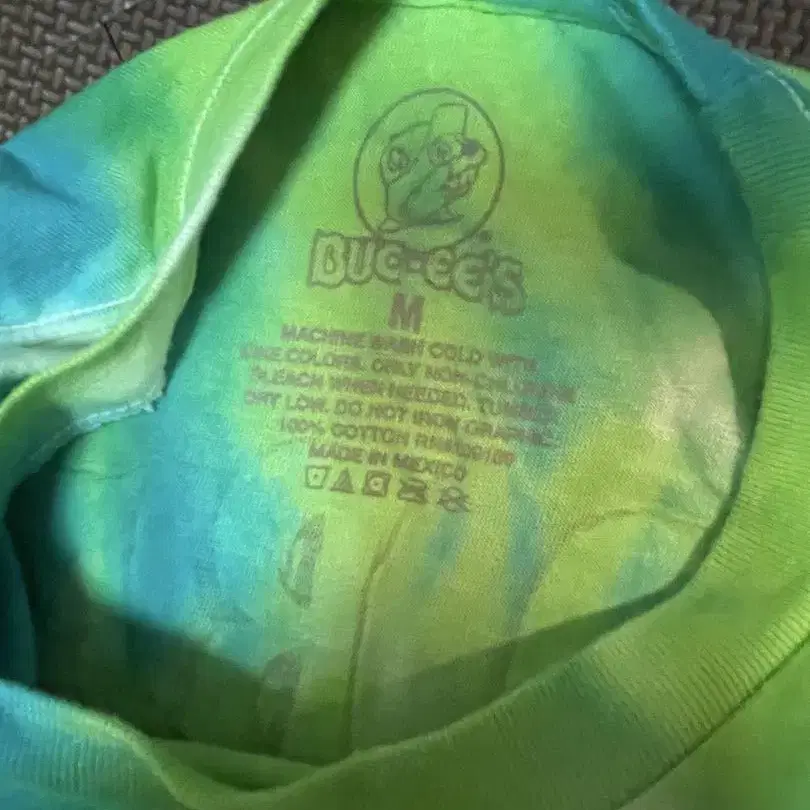 BUC-EE'S
M
MACHINE WASH COLD WITH
LIKE COLORS. ONLY NON-CHLORINE
BLEACH WHEN NEEDED. TUMBLE
DRY LOW. DO NOT IRON GRAPHIC.
100% COTTON
MADE IN MEXICO